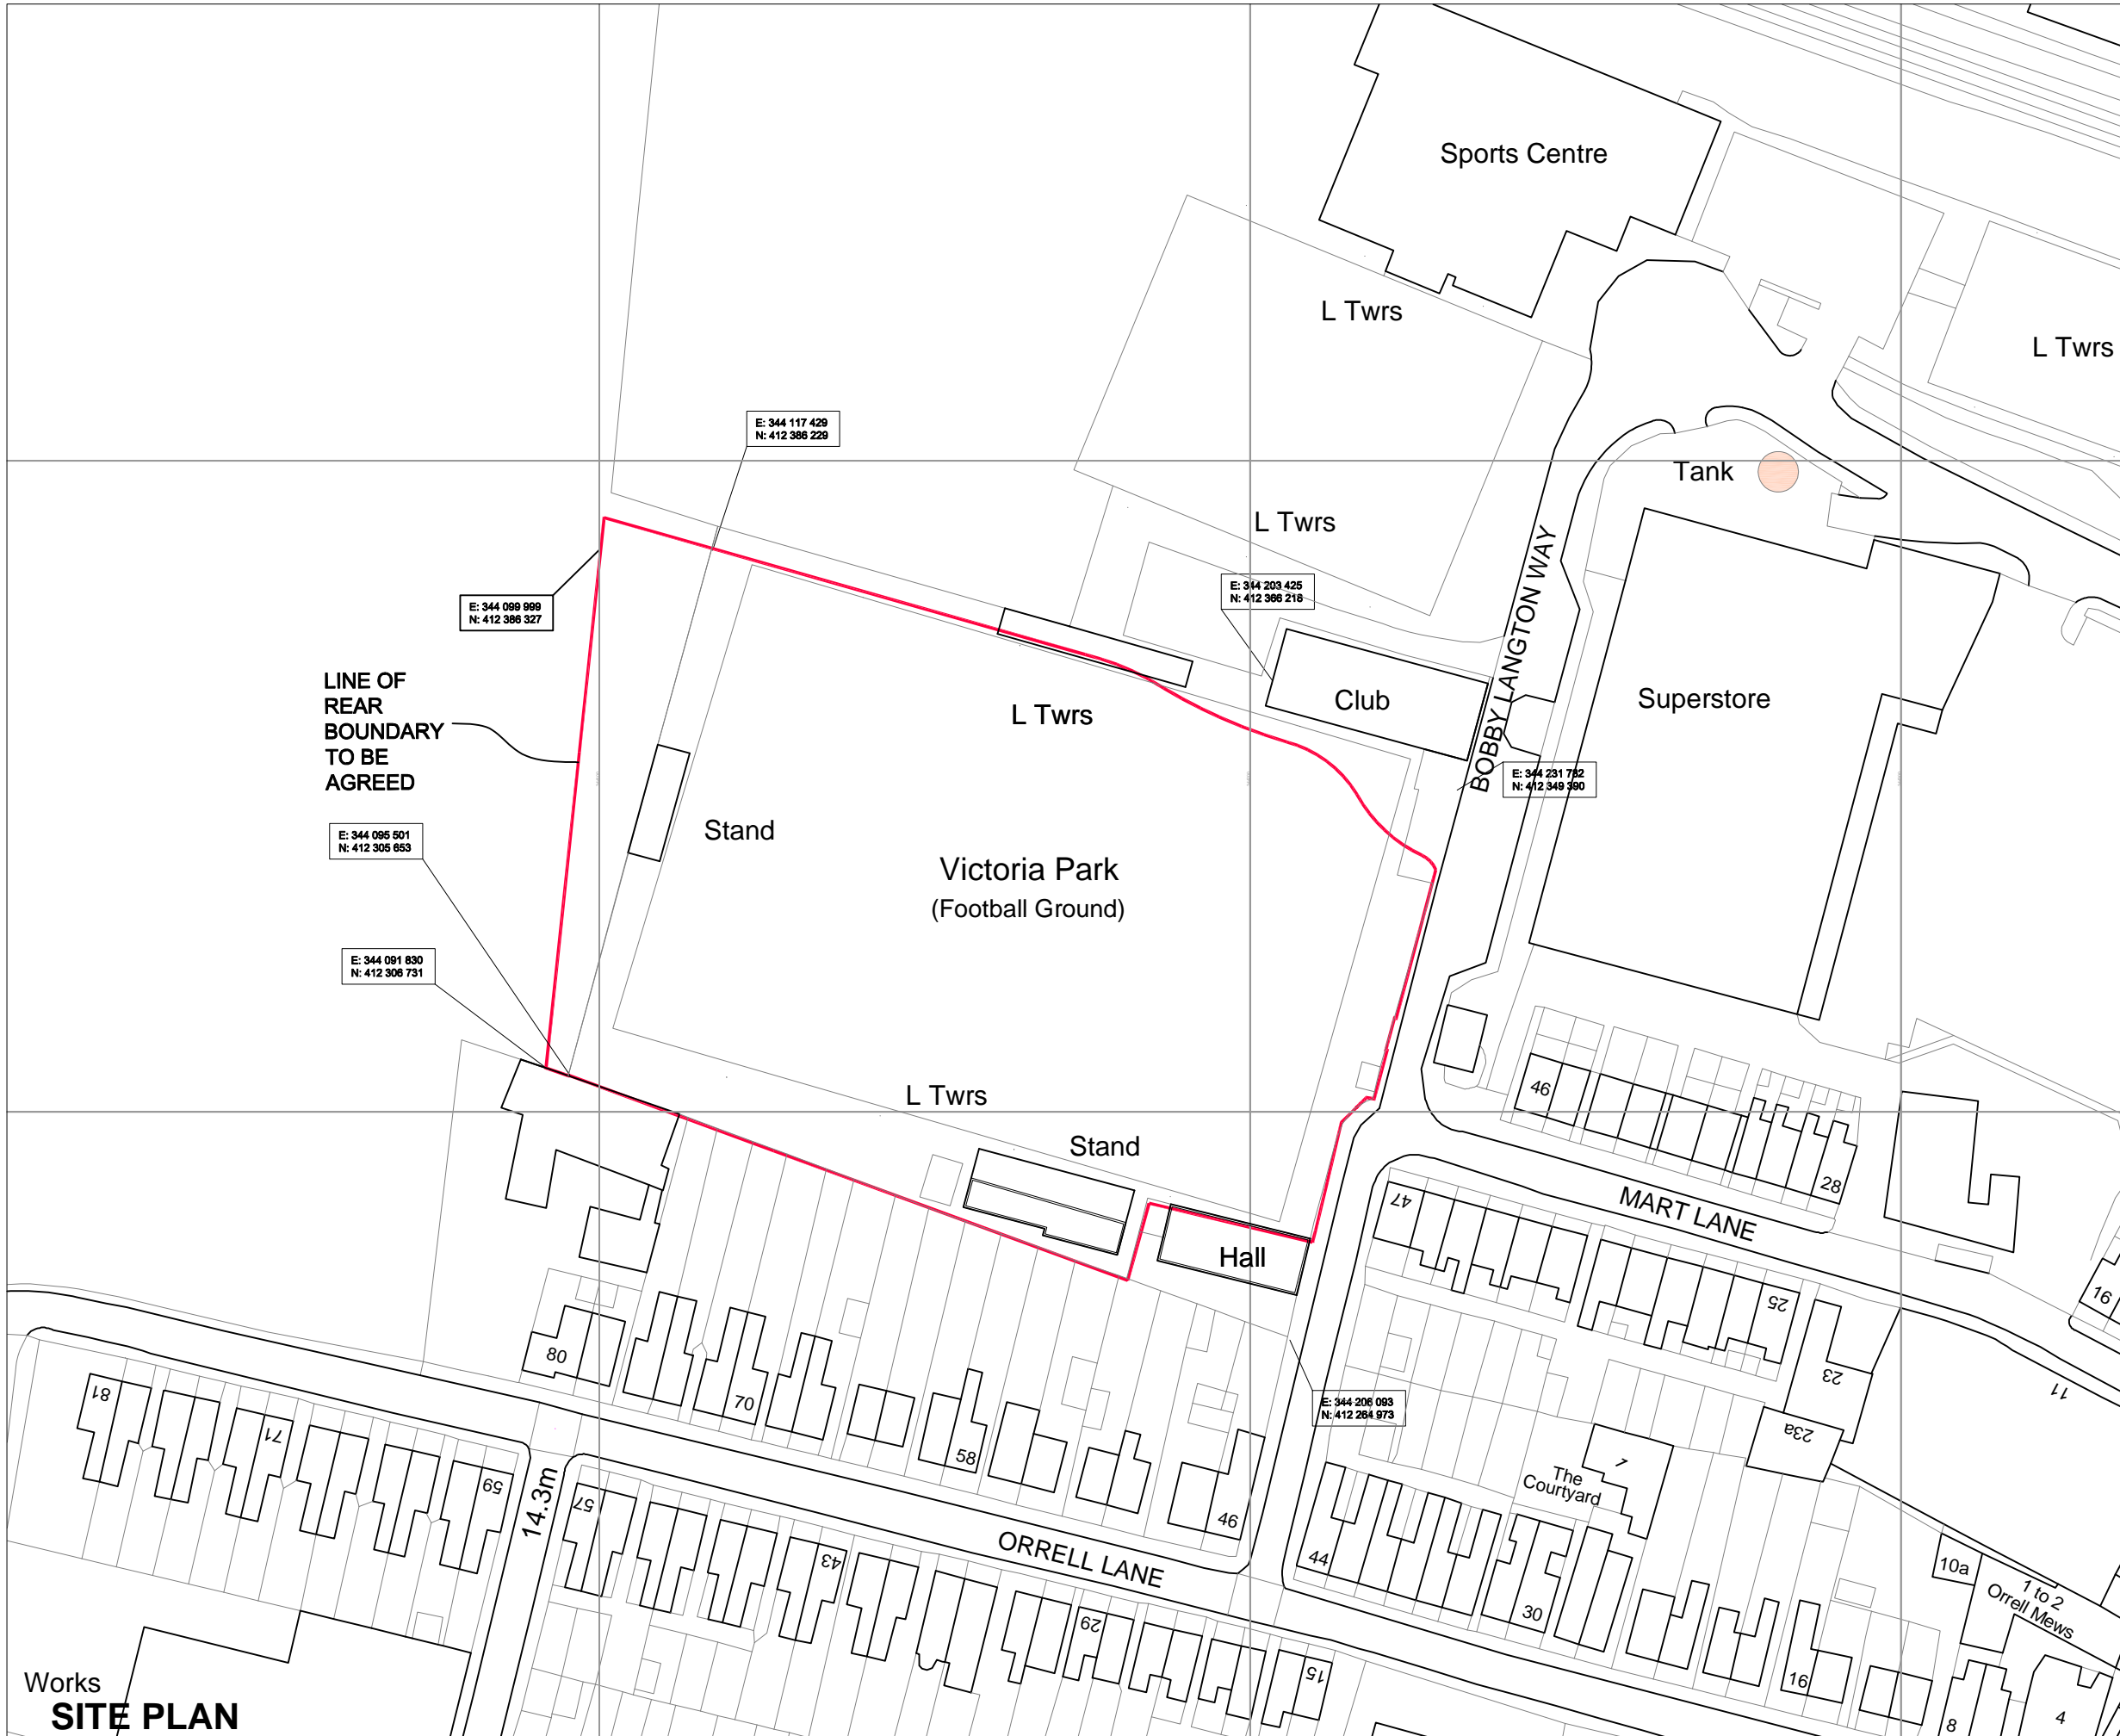 Sports Centre
L Twrs
L Twrs
E: 344 117 429
N: 412 386 229
Tank
L Twrs
BOBBY LANGTON WAY
E: 344 203 425
N: 412 366 218
E: 344 099 999
N: 412 386 327
LINE OF
REAR
BOUNDARY
TO BE
AGREED
Club
Superstore
L Twrs
E: 344 231 782
N: 412 349 390
Stand
E: 344 095 501
N: 412 305 653
Victoria Park
(Football Ground)
E: 344 091 830
N: 412 306 731
L Twrs
46
Stand
28
47
MART LANE
Hall
25
16
80
23
11
81
70
E: 344 206 093
N: 412 264 973
71
58
23a
59
57
14.3m
46
The
Courtyard
1
43
ORRELL LANE
44
30
10a
1 to 2
Orrell Mews
29
15
16
8
4
Works
SITE PLAN